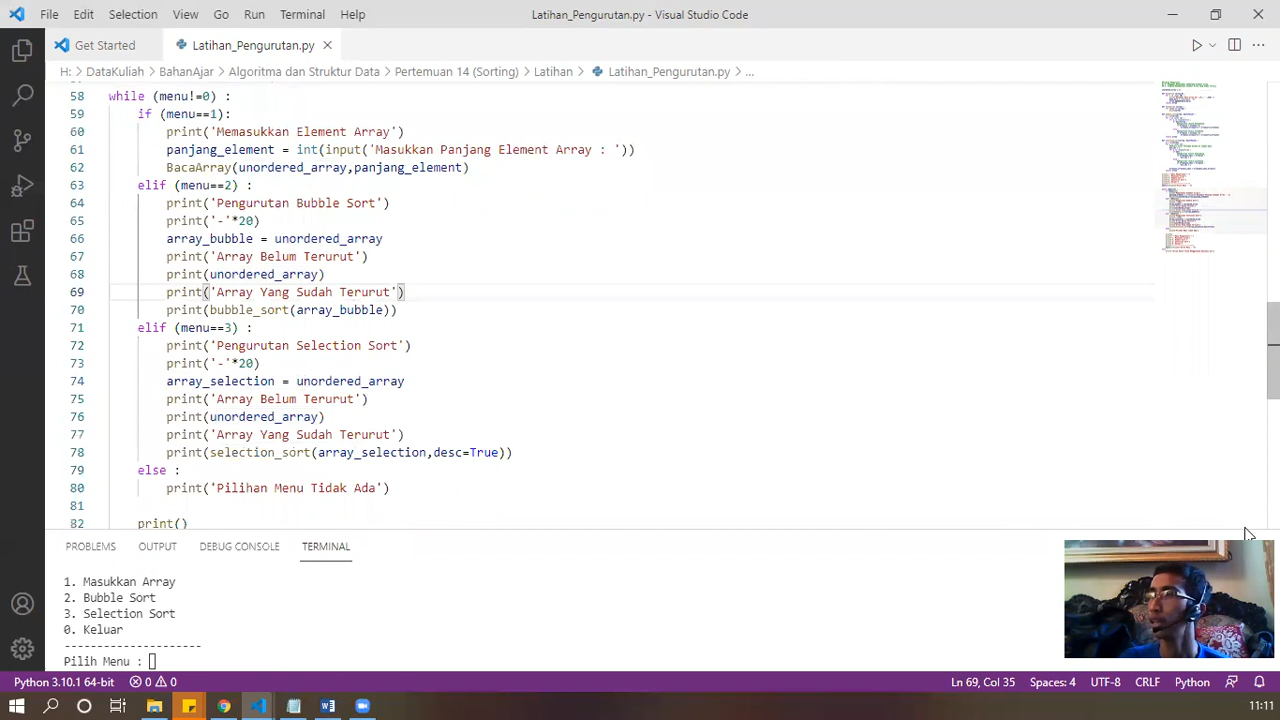 File Edit Selection View Go Run Terminal Help Latihan_Pengurutan.py - Visual Studio Code
Get Started Latihan_Pengurutan.py
H: > DataKuliah > BahanAjar > Algoritma dan Struktur Data > Pertemuan 14 (Sorting) > Latihan > Latihan_Pengurutan.py > ...
58 while (menu!=0) :
59 if (menu==1):
60 print('Memasukkan Element Array')
61 panjang_element = int(input('Masukkan Panjang Element Array : '))
62 BacaArray(unordered_array,panjang_element)
63 elif (menu==2) :
64 print('Pengurutan Bubble Sort')
65 print('-'*20)
66 array_bubble = unordered_array
67 print('Array Belum Terurut')
68 print(unordered_array)
69 print('Array Yang Sudah Terurut')
70 print(bubble_sort(array_bubble))
71 elif (menu==3) :
72 print('Pengurutan Selection Sort')
73 print('-'*20)
74 array_selection = unordered_array
75 print('Array Belum Terurut')
76 print(unordered_array)
77 print('Array Yang Sudah Terurut')
78 print(selection_sort(array_selection,desc=True))
79 else :
80 print('Pilihan Menu Tidak Ada')
81
82 print()
PROBLEMS OUTPUT DEBUG CONSOLE TERMINAL
1. Masukkan Array
2. Bubble Sort
3. Selection Sort
0. Keluar
---------------------
Pilih Menu :
Python 3.10.1 64-bit 0 0 Ln 69, Col 35 Spaces: 4 UTF-8 CRLF Python
11:11